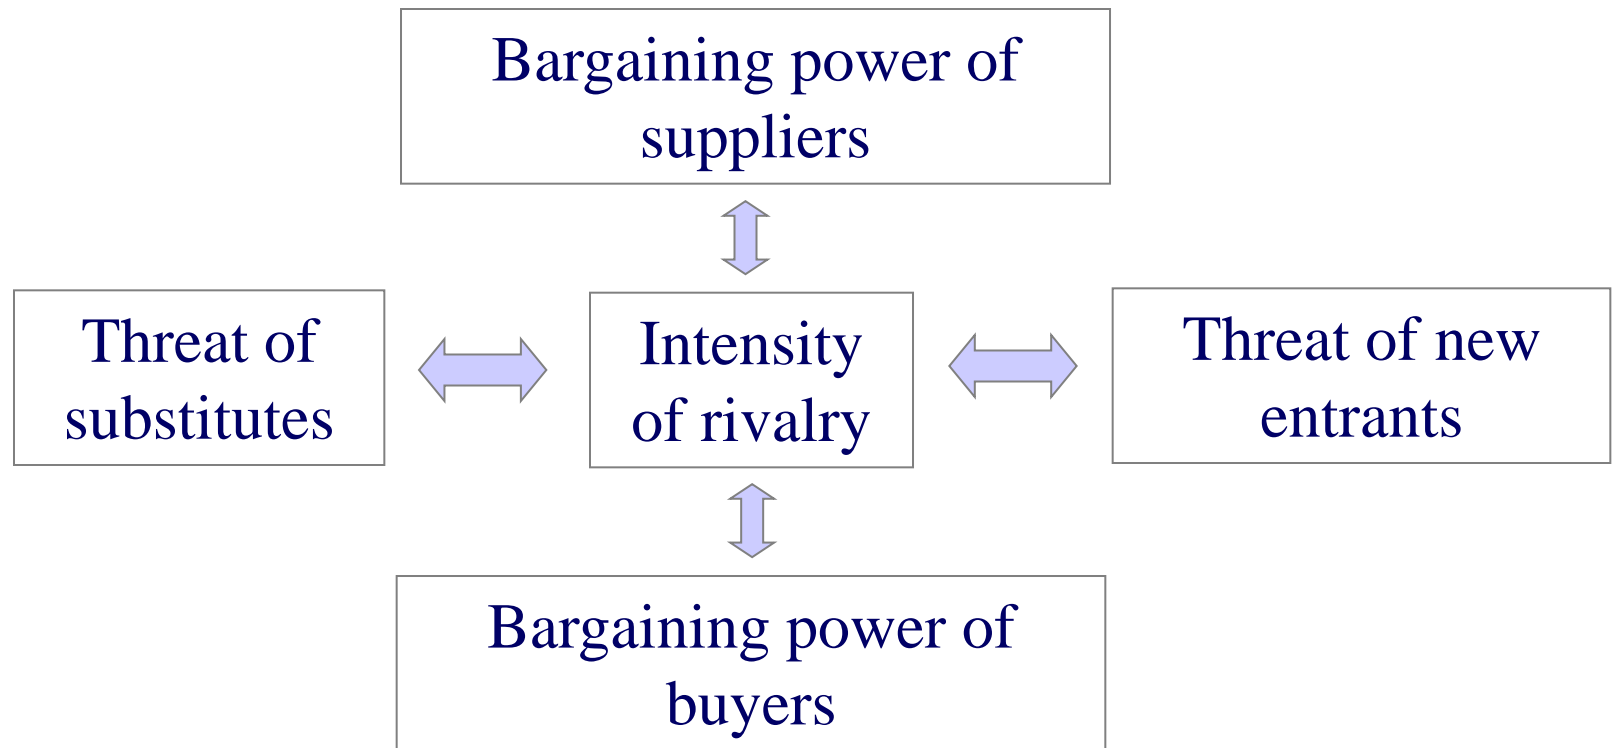 Bargaining power of
suppliers
Threat of
substitutes
Intensity
of rivalry
Threat of new
entrants
Bargaining power of
buyers